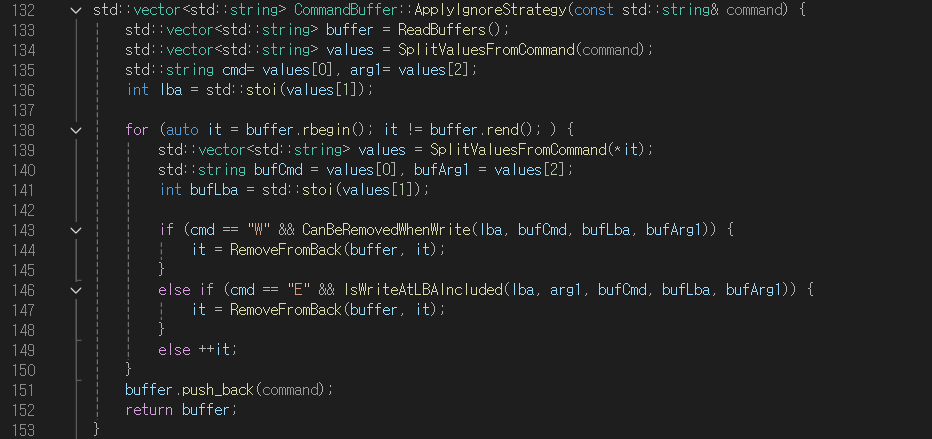 132 std::vector<std::string> CommandBuffer::ApplyIgnoreStrategy(const std::string& command) {
133     std::vector<std::string> buffer = ReadBuffers();
134     std::vector<std::string> values = SplitValuesFromCommand(command);
135     std::string cmd= values[0], arg1= values[2];
136     int lba = std::stoi(values[1]);
137
138     for (auto it = buffer.rbegin(); it != buffer.rend(); ) {
139         std::vector<std::string> values = SplitValuesFromCommand(*it);
140         std::string bufCmd = values[0], bufArg1 = values[2];
141         int bufLba = std::stoi(values[1]);
142
143         if (cmd == "W" && CanBeRemovedWhenWrite(lba, bufCmd, bufLba, bufArg1)) {
144             it = RemoveFromBack(buffer, it);
145         }
146         else if (cmd == "E" && IsWriteAtLBAIncluded(lba, arg1, bufCmd, bufLba, bufArg1)) {
147             it = RemoveFromBack(buffer, it);
148         }
149         else ++it;
150     }
151     buffer.push_back(command);
152     return buffer;
153 }